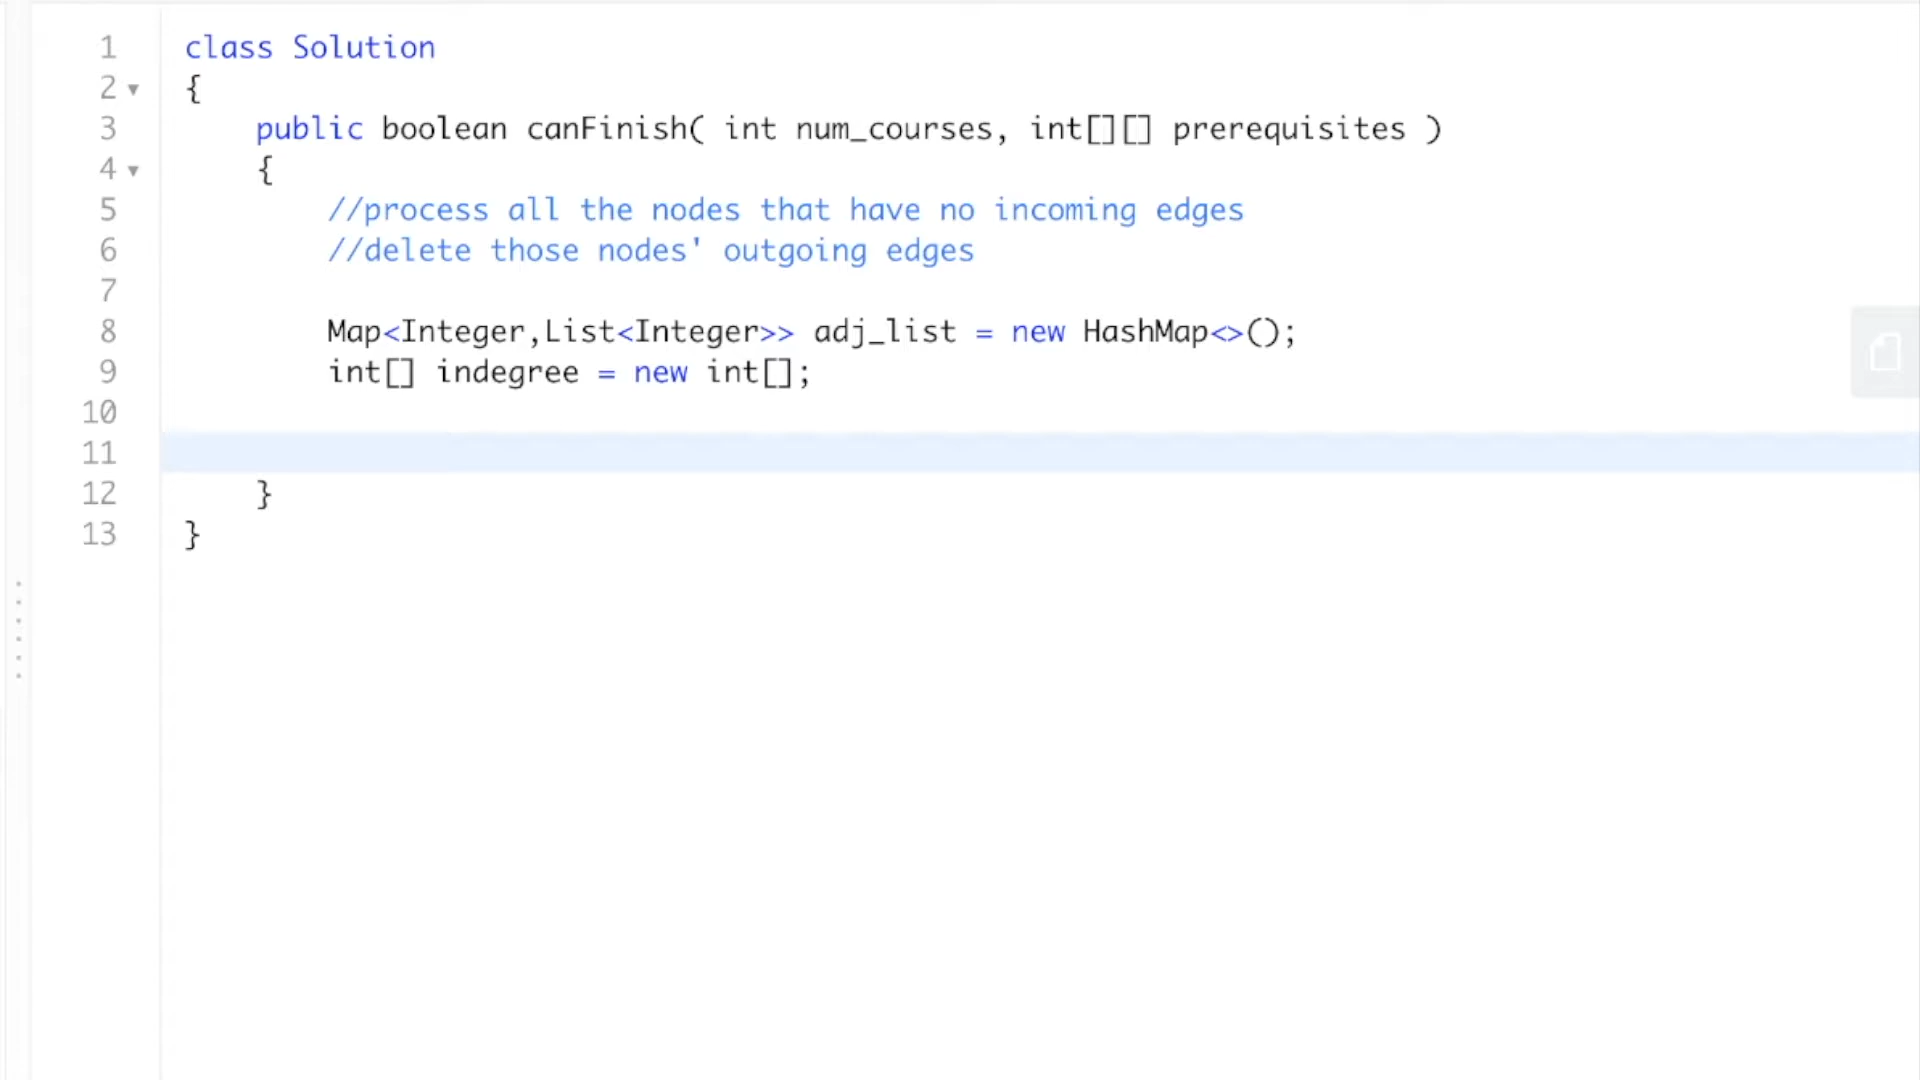 1 class Solution
2 {
3 public boolean canFinish( int num_courses, int[][] prerequisites )
4 {
5 //process all the nodes that have no incoming edges
6 //delete those nodes' outgoing edges
7
8 Map<Integer,List<Integer>> adj_list = new HashMap<>();
9 int[] indegree = new int[];
10
11
12 }
13 }